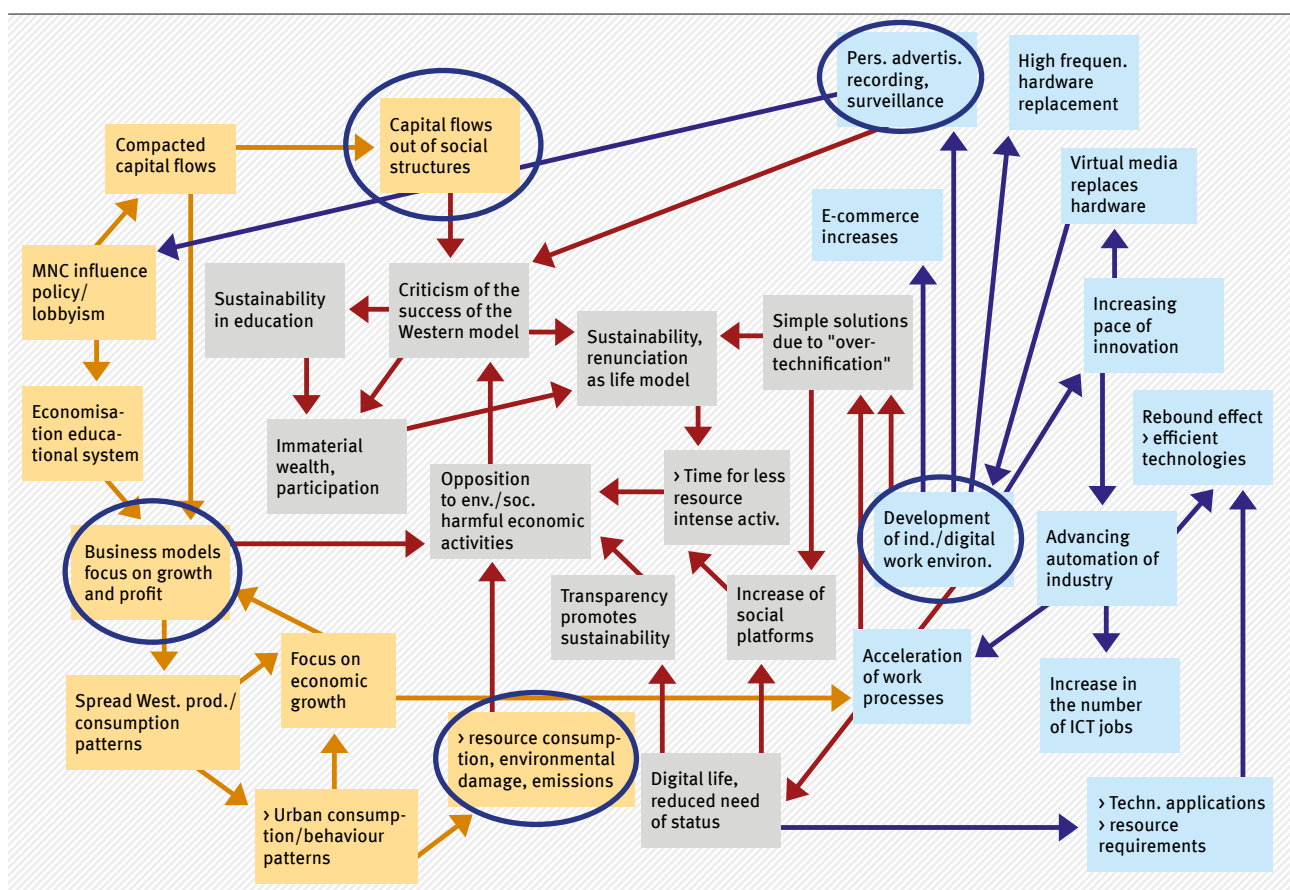 Pers. advertis.
recording,
surveillance
High frequen.
hardware
replacement
Capital flows
out of social
structures
Compacted
capital flows
Virtual media
replaces
hardware
E-commerce
increases
MNC influence
policy/
lobbyism
Sustainability
in education
Criticism of the
success of the
Western model
Sustainability,
renunciation
as life model
Simple solutions
due to "over-
technification"
Increasing
pace of
innovation
Economisa-
tion educa-
tional system
Immaterial
wealth,
participation
Rebound effect
> efficient
technologies
Opposition
to env./soc.
harmful economic
activities
> Time for less
resource
intense activ.
Development
of ind./digital
work environ.
Advancing
automation of
industry
Business models
focus on growth
and profit
Transparency
promotes
sustainability
Increase of
social
platforms
Focus on
economic
growth
Acceleration
of work
processes
Spread West. prod./
consumption
patterns
Increase in
the number
of ICT jobs
> resource consump-
tion, environmental
damage, emissions
Digital life,
reduced need
of status
> Urban consump-
tion/behaviour
patterns
> Techn. applications
> resource
requirements